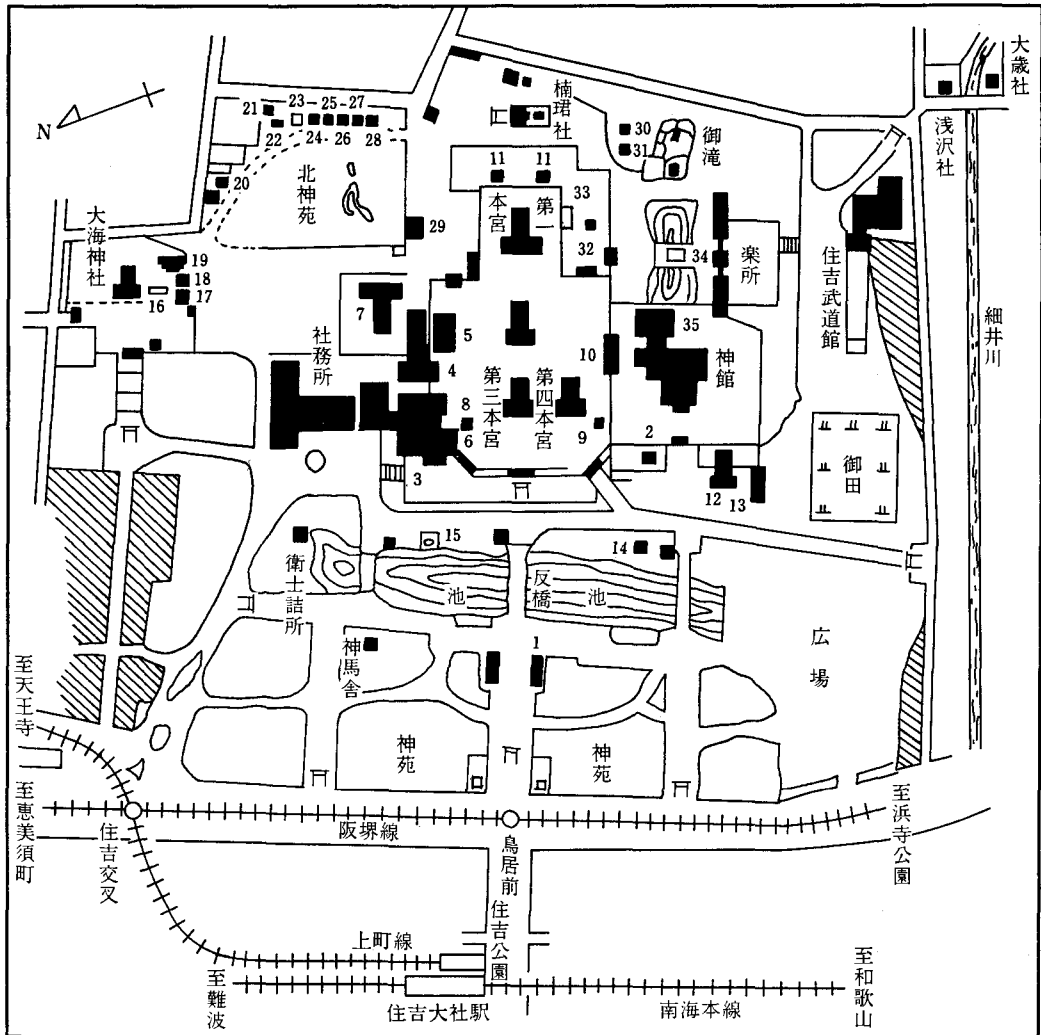 大歳社
浅沢社
細井川
N
21
23
25-27
22
24-26
28
楠珺社
30
31
御滝
20
北神苑
11
11
本宮
第一
33
32
29
34
楽所
住吉武道館
大海神社
19
18
17
16
7
社務所
5
4
第三本宮
第四本宮
10
35
神館
8
6
9
2
3
12
13
御田
衛士詰所
15
池
反橋
池
14
広場
神馬舎
1
神苑
神苑
至天王寺
至恵美須町
住吉交叉
阪堺線
鳥居前
至浜寺公園
住吉公園
上町線
至難波
住吉大社駅
南海本線
至和歌山